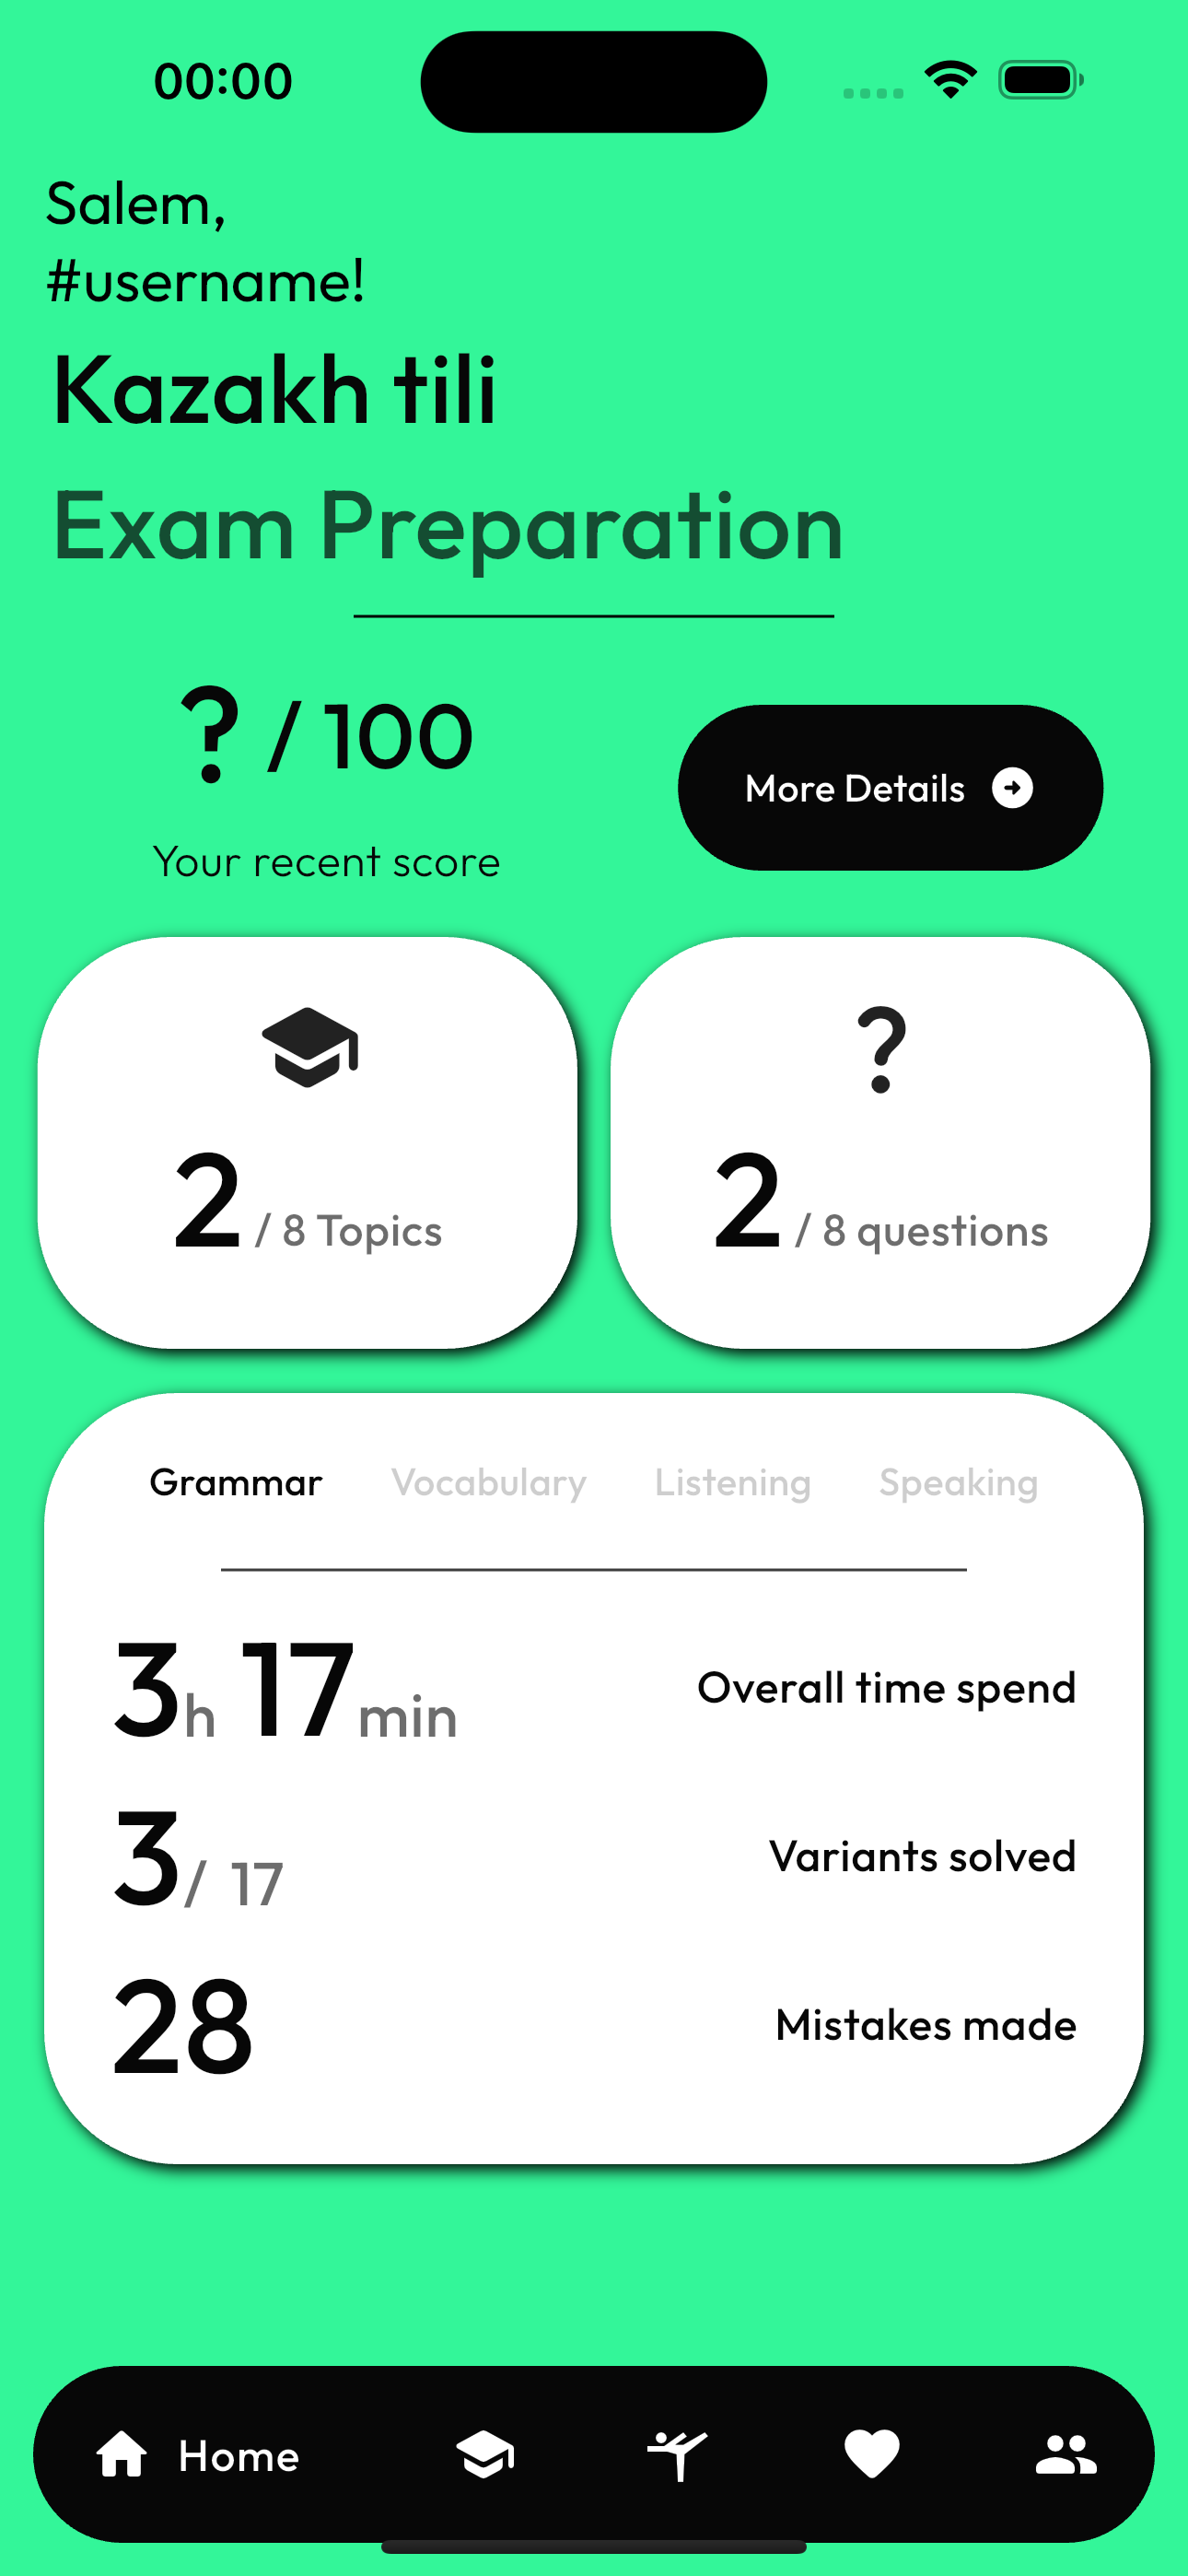 00:00
Salem,
#username!
Kazakh tili
Exam Preparation
? / 100
Your recent score
More Details
?
2 / 8 Topics
2 / 8 questions
Grammar Vocabulary Listening Speaking
3h 17min Overall time spend
3/ 17 Variants solved
28 Mistakes made
Home